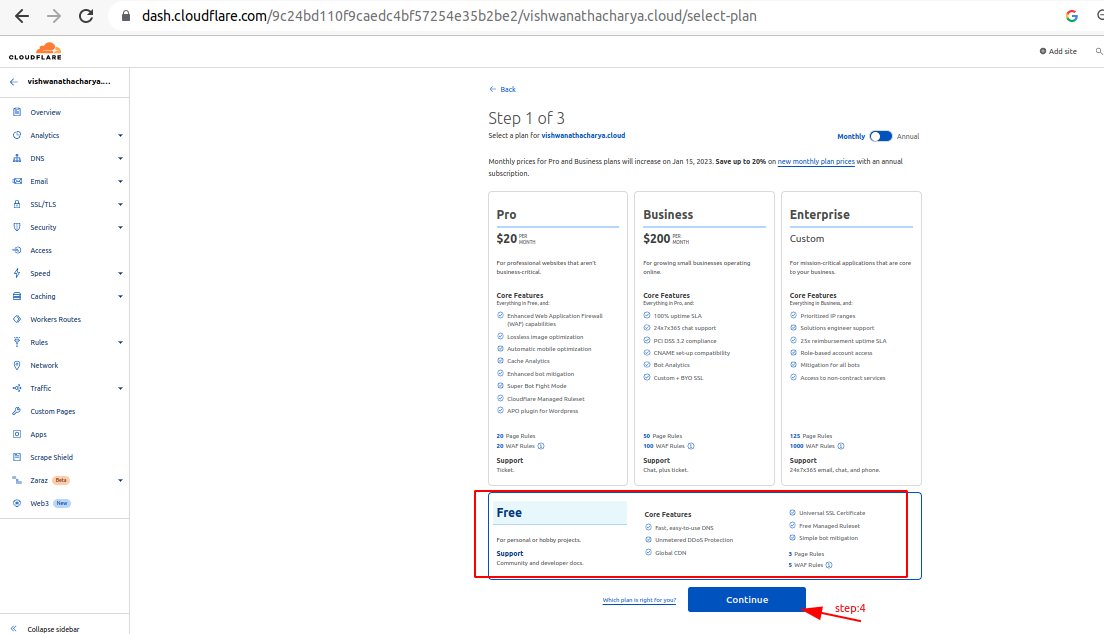 dash.cloudflare.com/9c24bd110f9caedc4bf57254e35b2be2/vishwanathacharya.cloud/select-plan
CLOUDFLARE
Add site
vishwanathacharya....
Overview
Analytics
DNS
Email
SSL/TLS
Security
Access
Speed
Caching
Workers Routes
Rules
Network
Traffic
Custom Pages
Apps
Scrape Shield
Zaraz Beta
Web3 New
Collapse sidebar
Back
Step 1 of 3
Select a plan for vishwanathacharya.cloud
Monthly Annual
Monthly prices for Pro and Business plans will increase on Jan 15, 2023. Save up to 20% on new monthly plan prices with an annual
subscription.
Pro
$20 PER
MONTH
For professional websites that aren't
business-critical.
Core Features
Everything in Free, and:
Enhanced Web Application Firewall
(WAF) capabilities
Lossless image optimization
Automatic mobile optimization
Cache Analytics
Enhanced bot mitigation
Super Bot Fight Mode
Cloudflare Managed Ruleset
APO plugin for Wordpress
20 Page Rules
20 WAF Rules
Support
Ticket.
Business
$200 PER
MONTH
For growing small businesses operating
online.
Core Features
Everything in Pro, and:
100% uptime SLA
24x7x365 chat support
PCI DSS 3.2 compliance
CNAME set-up compatibility
Bot Analytics
Custom + BYO SSL
50 Page Rules
100 WAF Rules
Support
Chat, plus ticket.
Enterprise
Custom
For mission-critical applications that are core
to your business.
Core Features
Everything in Business, and:
Prioritized IP ranges
Solutions engineer support
25x reimbursement uptime SLA
Role-based account access
Mitigation for all bots
Access to non-contract services
125 Page Rules
1000 WAF Rules
Support
24x7x365 email, chat, and phone.
Free
For personal or hobby projects.
Support
Community and developer docs.
Core Features
Fast, easy-to-use DNS
Unmetered DDoS Protection
Global CDN
Universal SSL Certificate
Free Managed Ruleset
Simple bot mitigation
3 Page Rules
5 WAF Rules
Which plan is right for you?
Continue
step:4